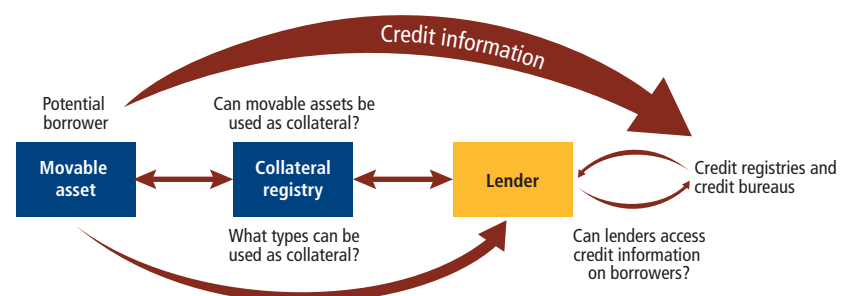 Credit information
Potential
borrower
Can movable assets be
used as collateral?
Movable
asset
Collateral
registry
Lender
Credit registries and
credit bureaus
What types can be
used as collateral?
Can lenders access
credit information
on borrowers?